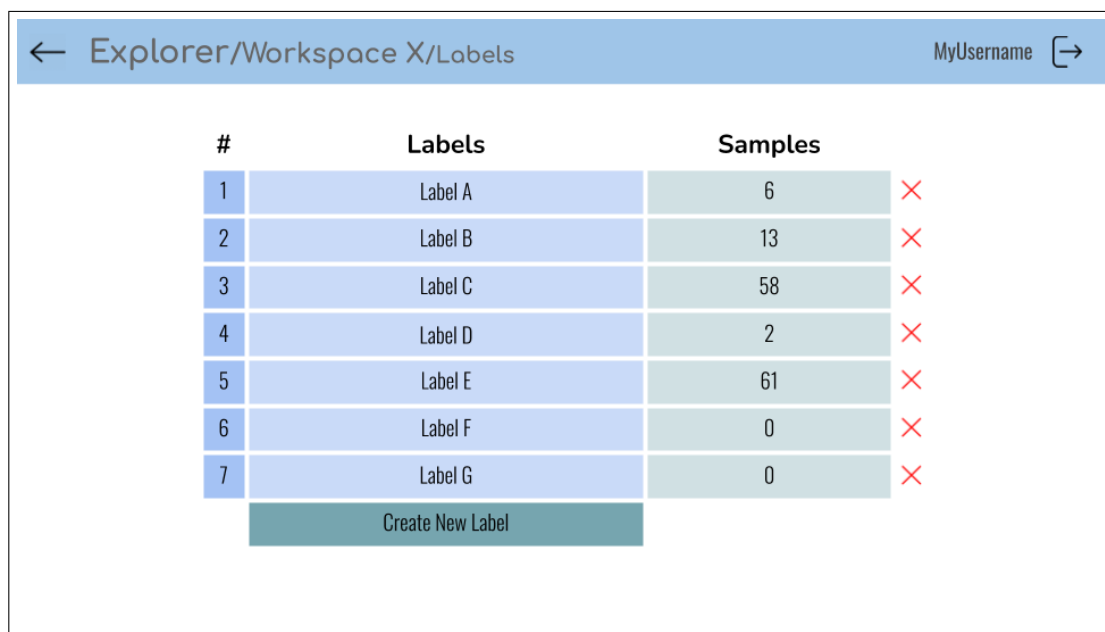 Explorer/Workspace X/Labels MyUsername
# Labels Samples
1 Label A 6
2 Label B 13
3 Label C 58
4 Label D 2
5 Label E 61
6 Label F 0
7 Label G 0
Create New Label